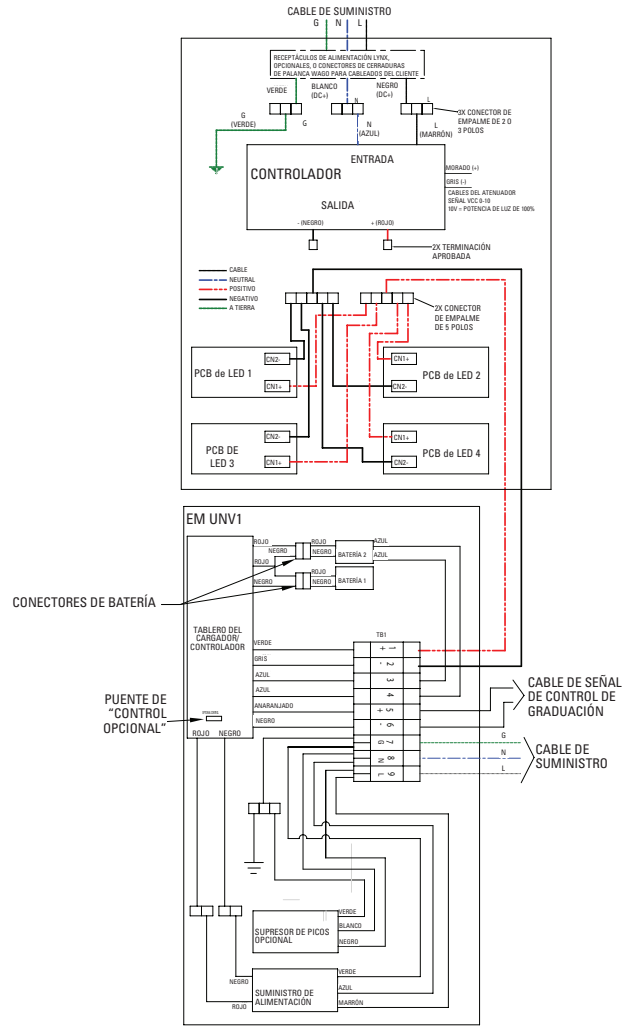 CABLE DE SUMINISTRO
G N L
RECEPTÁCULOS DE ALIMENTACIÓN LYNX,
OPCIONALES, O CONECTORES DE CERRADURAS
DE PALANCA WAGO PARA CABLEADOS DEL CLIENTE
VERDE
BLANCO
(DC+)
NEGRO
(DC+)
N
L
G
(VERDE)
G
N
(AZUL)
L
(MARRÓN)
3X CONECTOR DE
EMPALME DE 2 O
3 POLOS
ENTRADA
CONTROLADOR
SALIDA
- (NEGRO)
+ (ROJO)
MORADO (+)
GRIS (-)
CABLES DEL ATENUADOR
SEÑAL VCC 0-10
10V = POTENCIA DE LUZ DE 100%
2X TERMINACIÓN
APROBADA
CABLE
NEUTRAL
POSITIVO
NEGATIVO
A TIERRA
2X CONECTOR
DE EMPALME
DE 5 POLOS
PCB de LED 1
CN2-
CN1+
CN1+
CN2-
PCB de LED 2
PCB DE
LED 3
CN2-
CN1+
CN1+
CN2-
PCB de LED 4
EM UNV1
ROJO
NEGRO
ROJO
NEGRO
ROJO
NEGRO
BATERÍA 2
AZUL
AZUL
ROJO
NEGRO
BATERÍA 1
CONECTORES DE BATERÍA
TABLERO DEL
CARGADOR/
CONTROLADOR
VERDE
GRIS
AZUL
AZUL
ANARANJADO
NEGRO
TB1
+ 1
- 2
3
4
+ 5
- 6
G 7
N 8
L 9
PUENTE DE
"CONTROL
OPCIONAL"
ROJO
NEGRO
CABLE DE SEÑAL
DE CONTROL DE
GRADUACIÓN
G
N
L
CABLE DE
SUMINISTRO
SUPRESOR DE PICOS
OPCIONAL
VERDE
BLANCO
NEGRO
NEGRO
ROJO
SUMINISTRO DE
ALIMENTACIÓN
VERDE
AZUL
MARRÓN